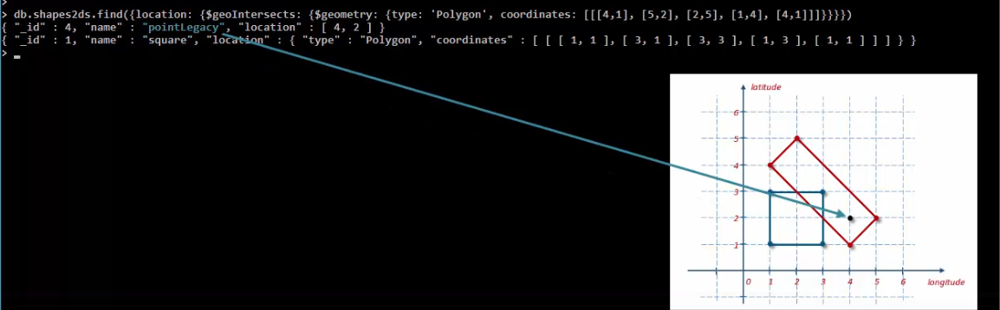 >
> db.shapes2ds.find({location: {$geoIntersects: {$geometry: {type: 'Polygon', coordinates: [[[4,1], [5,2], [2,5], [1,4], [4,1]]]}}}})
{ "_id" : 4, "name" : "pointLegacy", "location" : [ 4, 2 ] }
{ "_id" : 1, "name" : "square", "location" : { "type" : "Polygon", "coordinates" : [ [ [ 1, 1 ], [ 3, 1 ], [ 3, 3 ], [ 1, 3 ], [ 1, 1 ] ] ] } }
> _
latitude
6
5
4
3
2
1
0 1 2 3 4 5 6 longitude